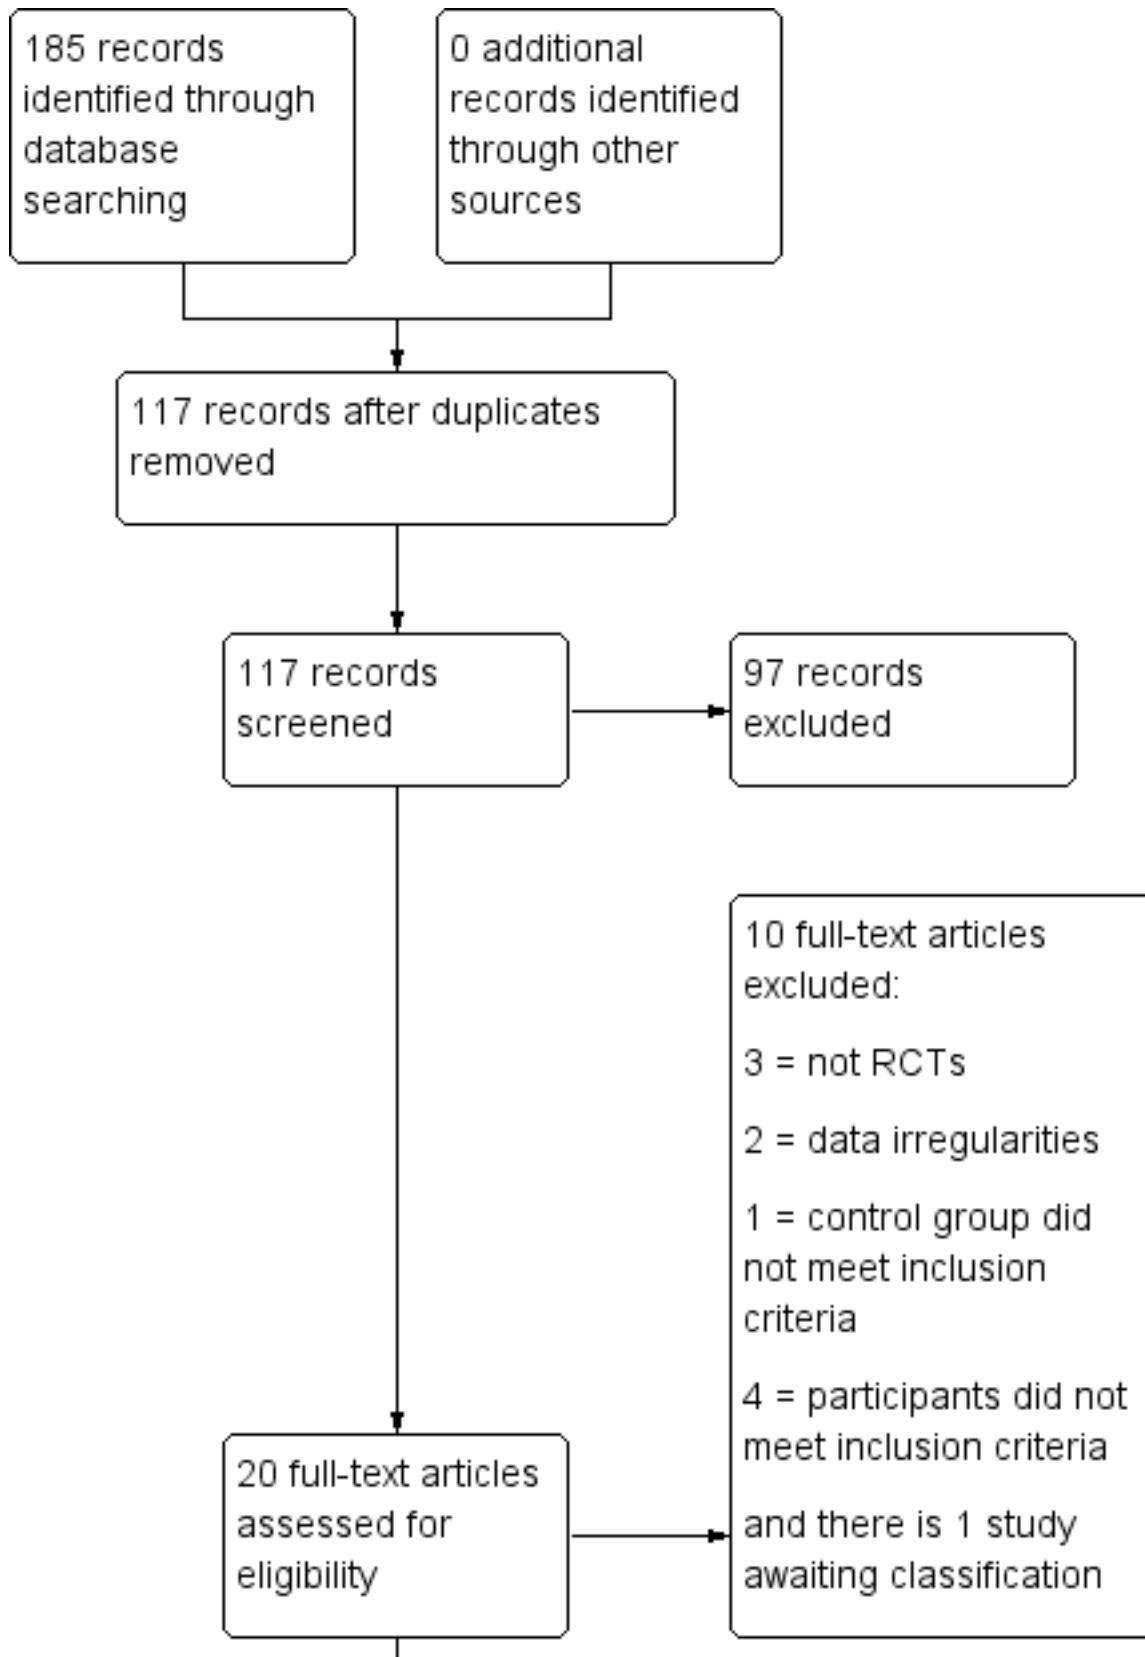 185 records
identified through
database
searching
0 additional
records identified
through other
sources
117 records after duplicates
removed
117 records
screened
97 records
excluded
10 full-text articles
excluded:
3 = not RCTs
2 = data irregularities
1 = control group did
not meet inclusion
criteria
4 = participants did not
meet inclusion criteria
and there is 1 study
awaiting classification
20 full-text articles
assessed for
eligibility